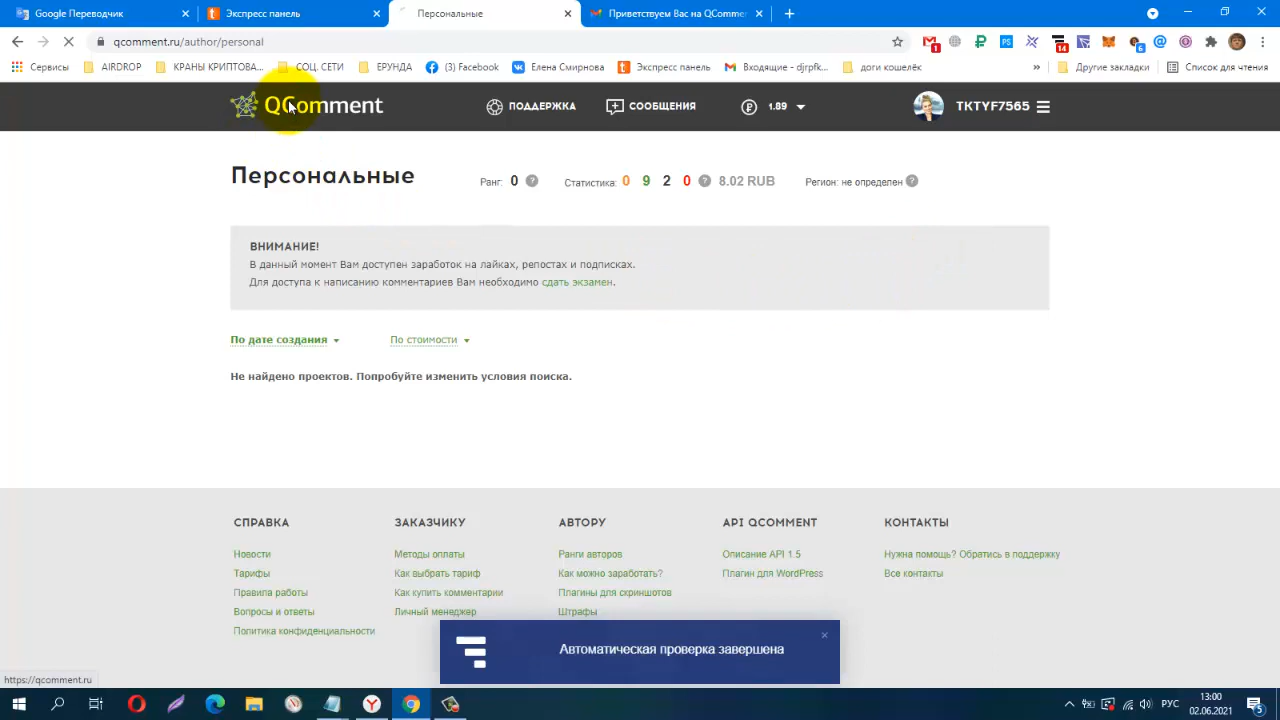 Google Переводчик
Экспресс панель
Персональные
Приветствуем Вас на QCommer
qcomment.ru/author/personal
1
14
6
Сервисы
AIRDROP
КРАНЫ КРИПТОВА...
СОЦ. СЕТИ
ЕРУНДА
(3) Facebook
Елена Смирнова
Экспресс панель
Входящие - djrpfk...
доги кошелёк
»
Другие закладки
Список для чтения
QComment
ПОДДЕРЖКА
СООБЩЕНИЯ
1.89
TKTYF7565
Персональные
Ранг: 0 ?
Статистика: 0 9 2 0 ? 8.02 RUB
Регион: не определен ?
ВНИМАНИЕ!
В данный момент Вам доступен заработок на лайках, репостах и подписках.
Для доступа к написанию комментариев Вам необходимо сдать экзамен.
По дате создания
По стоимости
Не найдено проектов. Попробуйте изменить условия поиска.
СПРАВКА
Новости
Тарифы
Правила работы
Вопросы и ответы
Политика конфиденциальности
ЗАКАЗЧИКУ
Методы оплаты
Как выбрать тариф
Как купить комментарии
Личный менеджер
АВТОРУ
Ранги авторов
Как можно заработать?
Плагины для скриншотов
Штрафы
API QCOMMENT
Описание API 1.5
Плагин для WordPress
КОНТАКТЫ
Нужна помощь? Обратись в поддержку
Все контакты
Автоматическая проверка завершена
https://qcomment.ru
РУС
13:00
02.06.2021
5